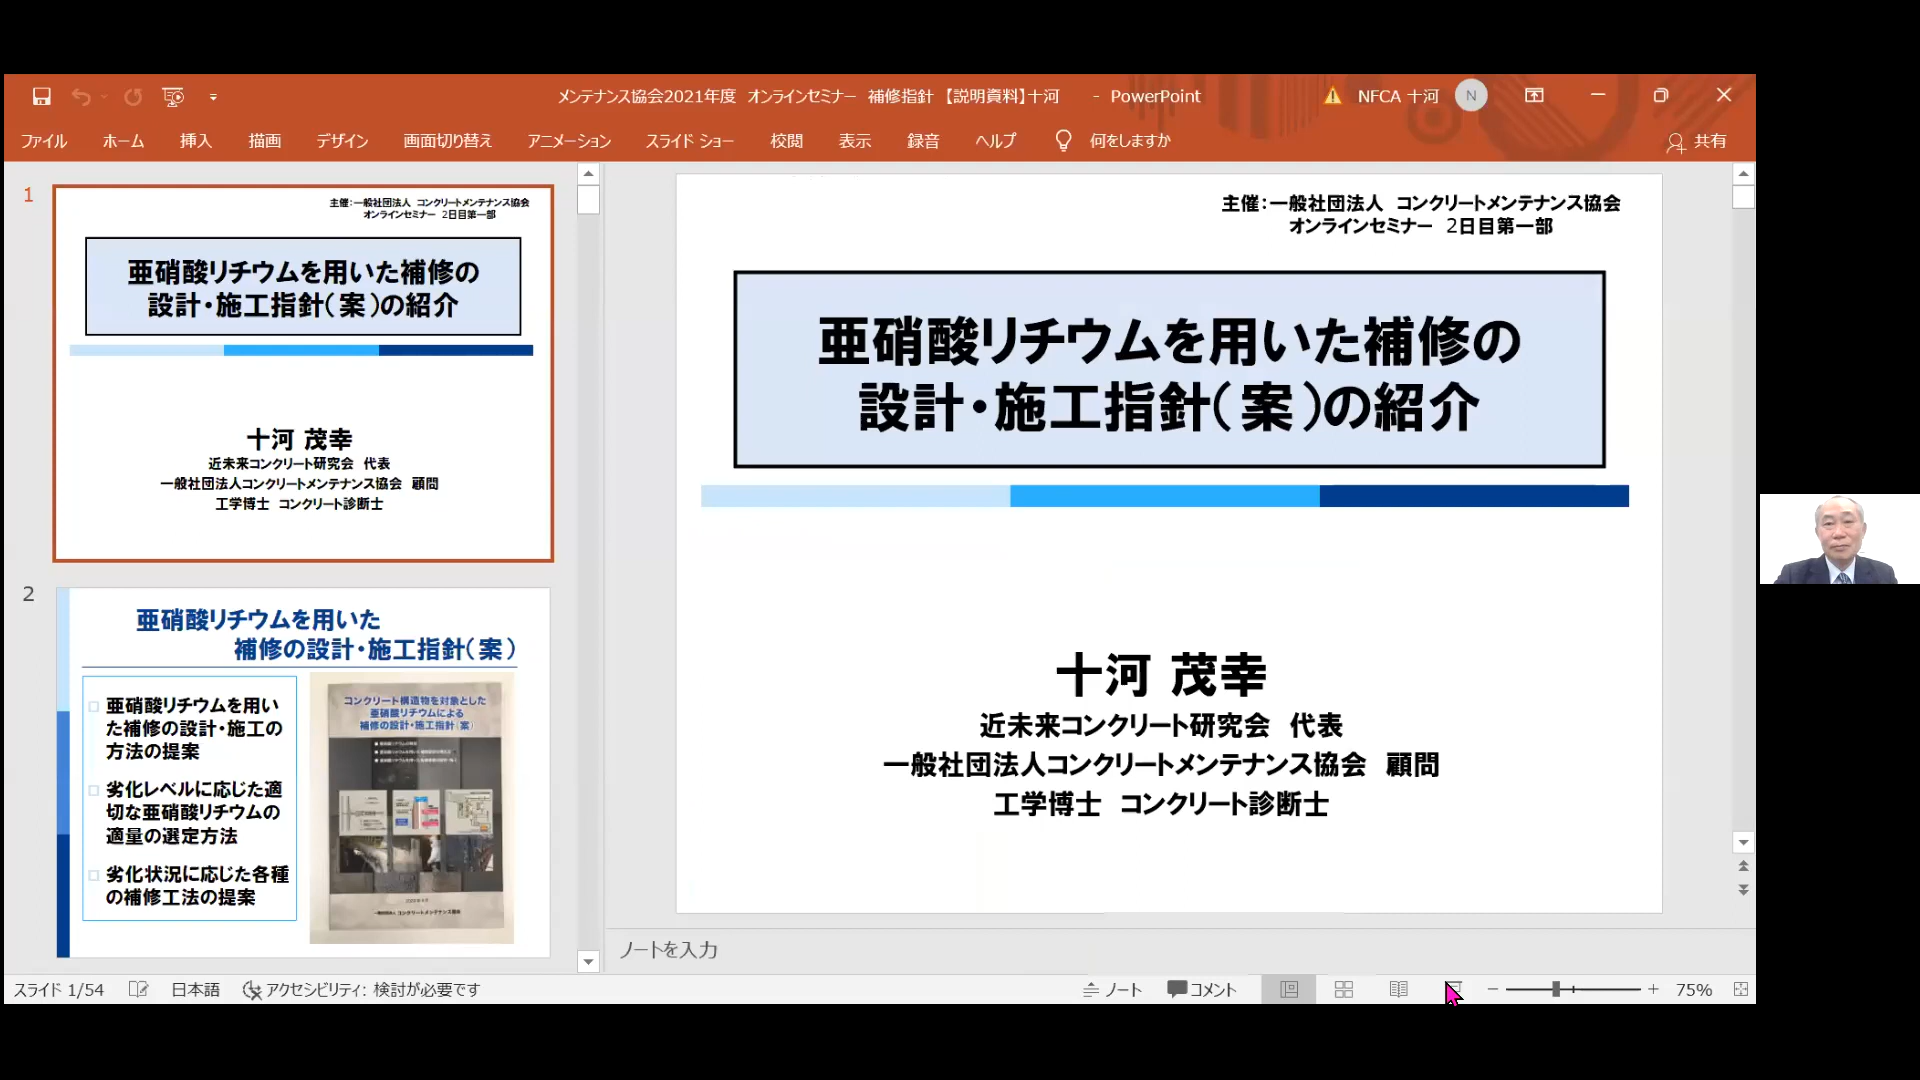 メンテナンス協会2021年度 オンラインセミナー 補修指針 【説明資料】十河 - PowerPoint
NFCA 十河
N
ファイル ホーム 挿入 描画 デザイン 画面切り替え アニメーション スライド ショー 校閲 表示 録音 ヘルプ 何をしますか 共有
1
主催：一般社団法人 コンクリートメンテナンス協会
オンラインセミナー 2日目第一部
亜硝酸リチウムを用いた補修の
設計・施工指針（案）の紹介
十河 茂幸
近未来コンクリート研究会 代表
一般社団法人コンクリートメンテナンス協会 顧問
工学博士 コンクリート診断士
2
亜硝酸リチウムを用いた
補修の設計・施工指針（案）
亜硝酸リチウムを用い
た補修の設計・施工の
方法の提案
劣化レベルに応じた適
切な亜硝酸リチウムの
適量の選定方法
劣化状況に応じた各種
の補修工法の提案
コンクリート構造物を対象とした
亜硝酸リチウムによる
補修の設計・施工指針（案）
主催：一般社団法人 コンクリートメンテナンス協会
オンラインセミナー 2日目第一部
亜硝酸リチウムを用いた補修の
設計・施工指針（案）の紹介
十河 茂幸
近未来コンクリート研究会 代表
一般社団法人コンクリートメンテナンス協会 顧問
工学博士 コンクリート診断士
ノートを入力
スライド 1/54 日本語 アクセシビリティ: 検討が必要です ノート コメント 75%